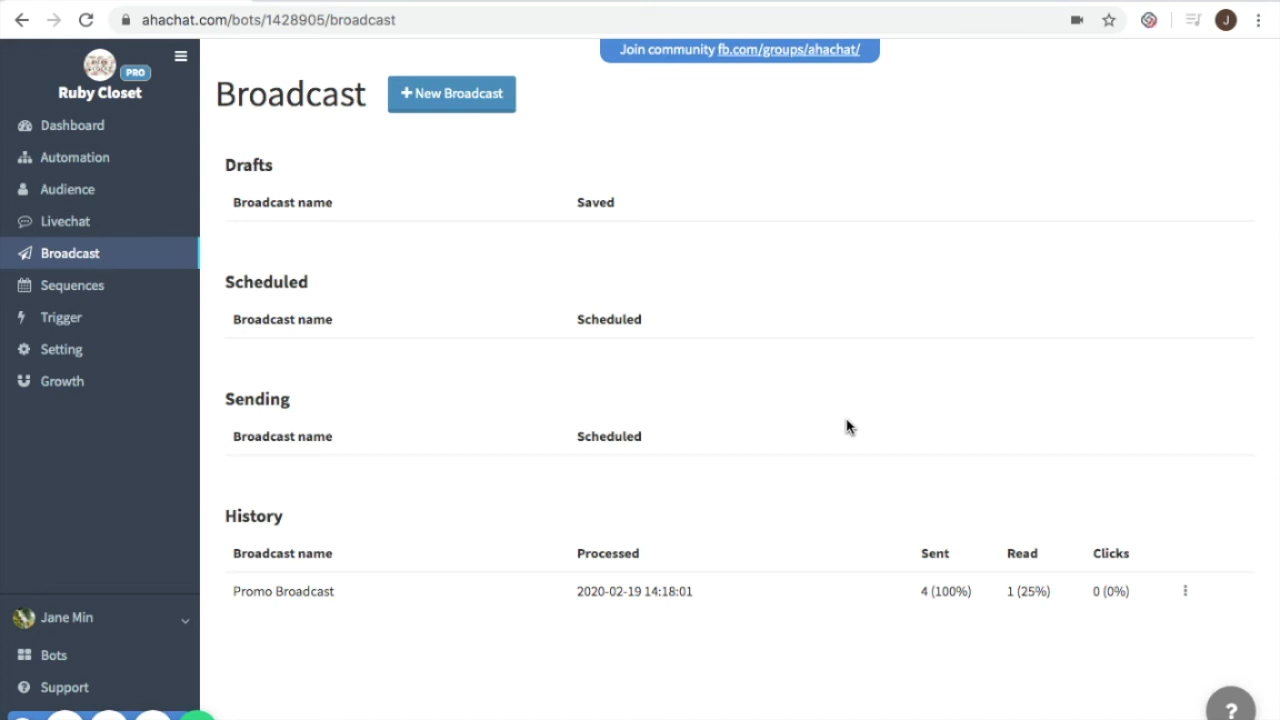 ahachat.com/bots/1428905/broadcast
J
Join community fb.com/groups/ahachat/
PRO
Ruby Closet
Dashboard
Automation
Audience
Livechat
Broadcast
Sequences
Trigger
Setting
Growth
Jane Min
Bots
Support
Broadcast
+ New Broadcast
Drafts
Broadcast name Saved
Scheduled
Broadcast name Scheduled
Sending
Broadcast name Scheduled
History
Broadcast name Processed Sent Read Clicks
Promo Broadcast 2020-02-19 14:18:01 4 (100%) 1 (25%) 0 (0%)
?